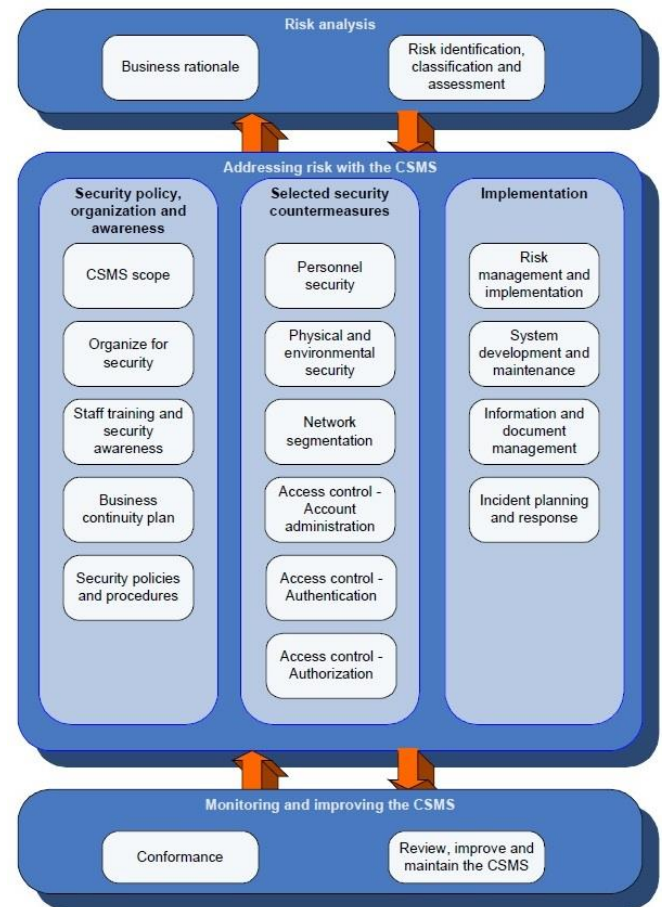 Risk analysis
Business rationale
Risk identification,
classification and
assessment
Addressing risk with the CSMS
Security policy,
organization and
awareness
CSMS scope
Organize for
security
Staff training and
security
awareness
Business
continuity plan
Security policies
and procedures
Selected security
countermeasures
Personnel
security
Physical and
environmental
security
Network
segmentation
Access control -
Account
administration
Access control -
Authentication
Access control -
Authorization
Implementation
Risk
management and
implementation
System
development and
maintenance
Information and
document
management
Incident planning
and response
Monitoring and improving the CSMS
Conformance
Review, improve and
maintain the CSMS